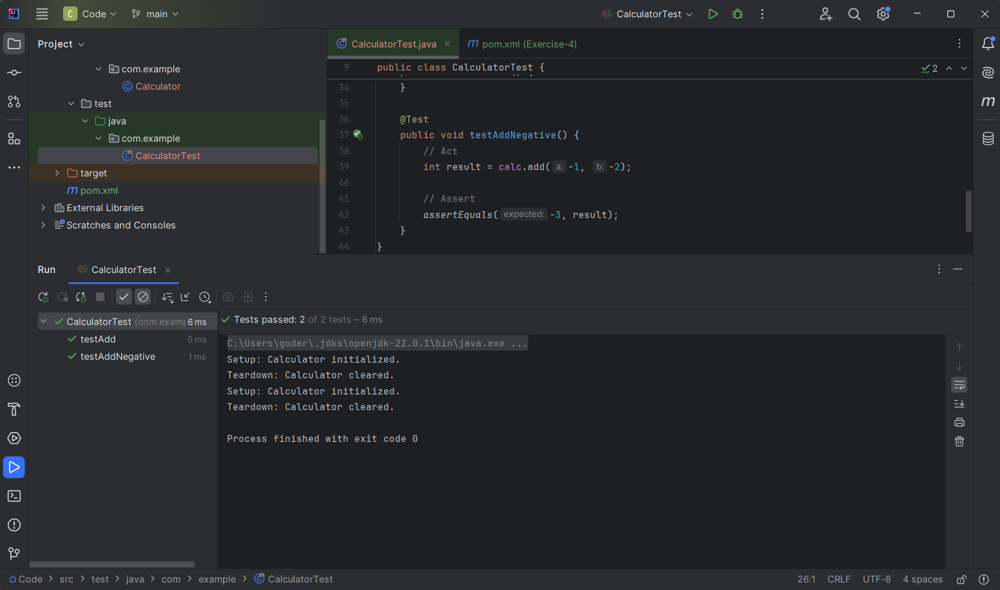 C Code main CalculatorTest
Project
CalculatorTest.java
pom.xml (Exercise-4)
com.example
Calculator
test
java
com.example
CalculatorTest
target
pom.xml
External Libraries
Scratches and Consoles
9 public class CalculatorTest {
2
34 }
35
36 @Test
37 public void testAddNegative() {
38 // Act
39 int result = calc.add( a: -1, b: -2);
40
41 // Assert
42 assertEquals( expected: -3, result);
43 }
44 }
Run CalculatorTest
CalculatorTest (com.examp 6 ms
testAdd 5 ms
testAddNegative 1 ms
Tests passed: 2 of 2 tests – 6 ms
C:\Users\godar\.jdks\openjdk-22.0.1\bin\java.exe ...
Setup: Calculator initialized.
Teardown: Calculator cleared.
Setup: Calculator initialized.
Teardown: Calculator cleared.
Process finished with exit code 0
Code > src > test > java > com > example > CalculatorTest
26:1 CRLF UTF-8 4 spaces